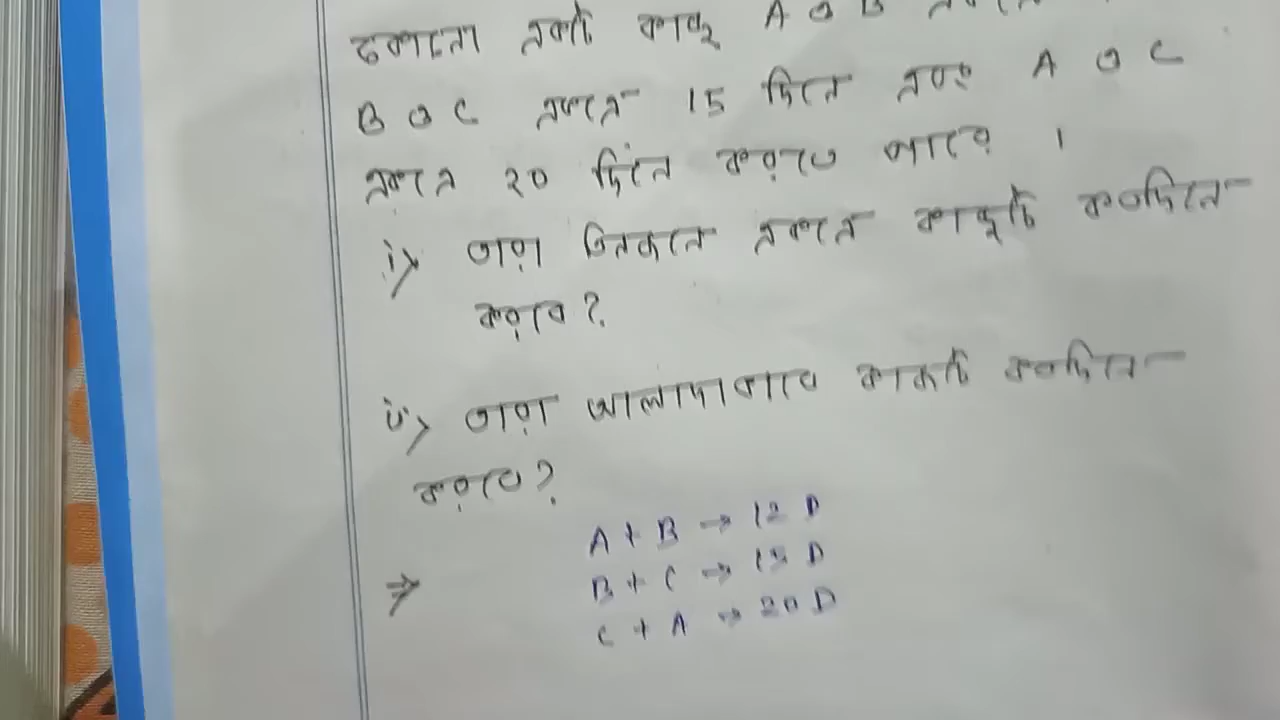 কোনো একটি কাজ A ও B
B ও C একত্রে 15 দিনে এবং A ও C
একত্রে ২০ দিনে করতে পারে ।
i> তারা তিনজনে একত্রে কাজটি কতদিনে
করবে?
ii> তারা আলাদাভাবে কাজটি কতদিনে
করবে?
A + B → 12 D
⇒ B + C → 15 D
C + A → 20 D